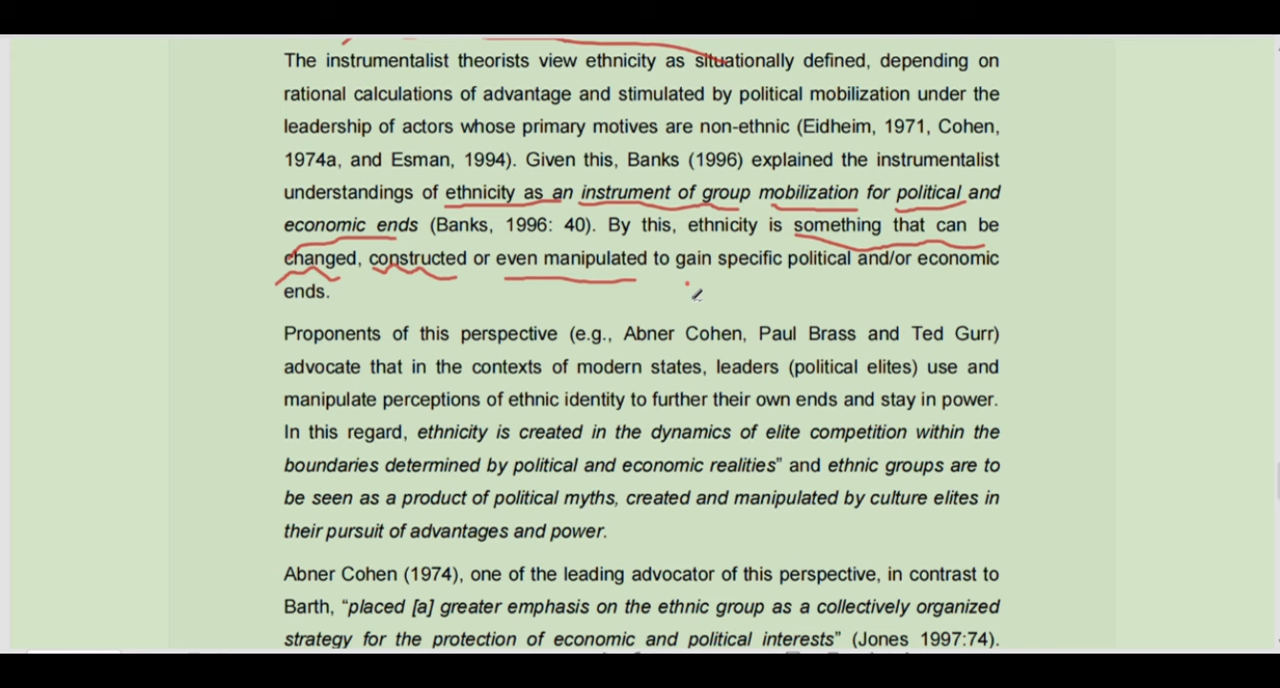 The instrumentalist theorists view ethnicity as situationally defined, depending on
rational calculations of advantage and stimulated by political mobilization under the
leadership of actors whose primary motives are non-ethnic (Eidheim, 1971, Cohen,
1974a, and Esman, 1994). Given this, Banks (1996) explained the instrumentalist
understandings of ethnicity as an instrument of group mobilization for political and
economic ends (Banks, 1996: 40). By this, ethnicity is something that can be
changed, constructed or even manipulated to gain specific political and/or economic
ends.
Proponents of this perspective (e.g., Abner Cohen, Paul Brass and Ted Gurr)
advocate that in the contexts of modern states, leaders (political elites) use and
manipulate perceptions of ethnic identity to further their own ends and stay in power.
In this regard, ethnicity is created in the dynamics of elite competition within the
boundaries determined by political and economic realities” and ethnic groups are to
be seen as a product of political myths, created and manipulated by culture elites in
their pursuit of advantages and power.
Abner Cohen (1974), one of the leading advocator of this perspective, in contrast to
Barth, “placed [a] greater emphasis on the ethnic group as a collectively organized
strategy for the protection of economic and political interests” (Jones 1997:74).